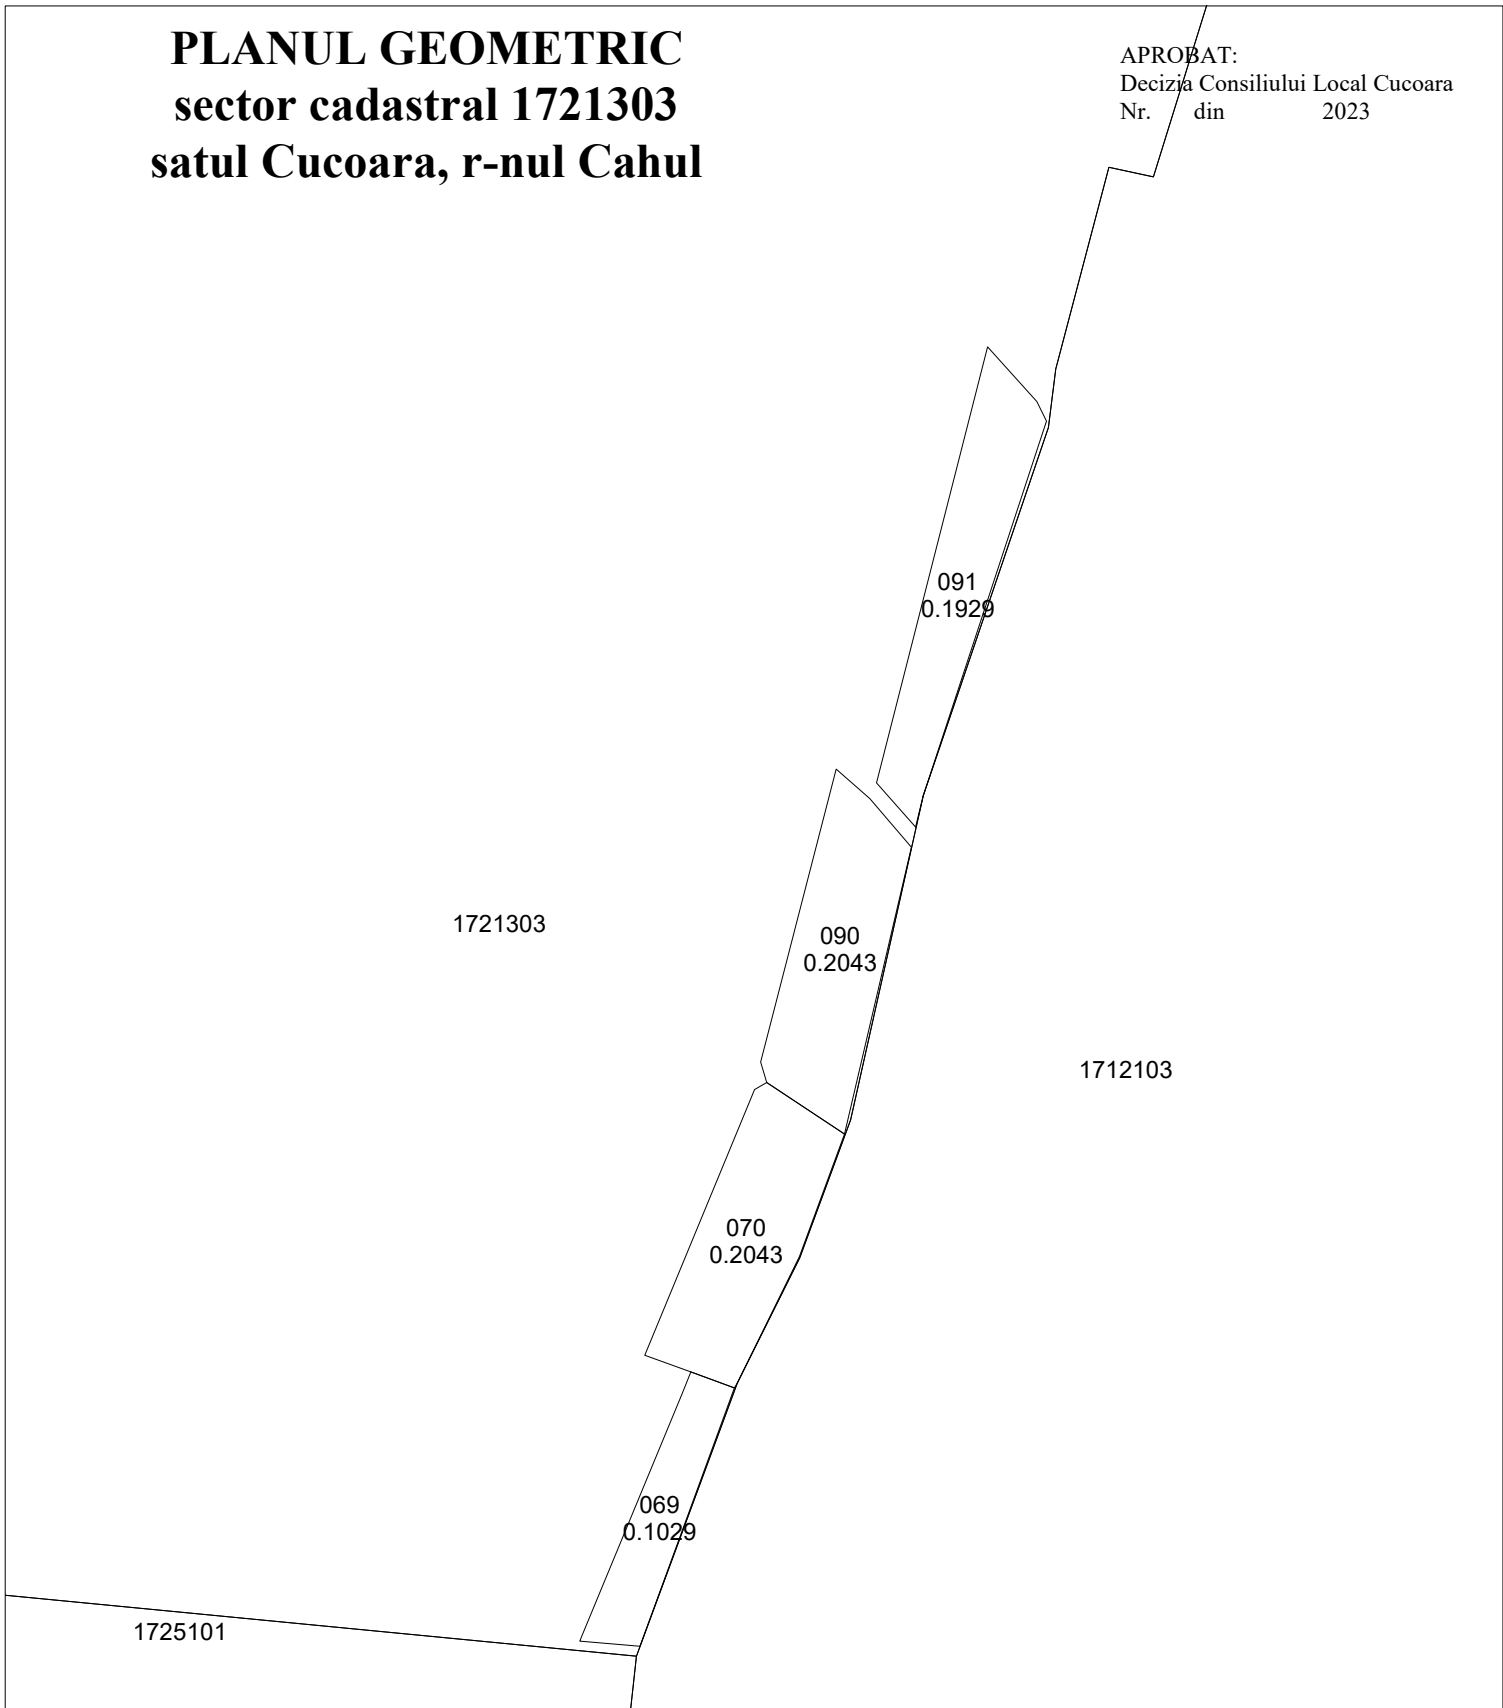 PLANUL GEOMETRIC
sector cadastral 1721303
satul Cucoara, r-nul Cahul
APROBAT:
Decizia Consiliului Local Cucoara
Nr. din 2023
091
0.1929
1721303
090
0.2043
1712103
070
0.2043
069
0.1029
1725101